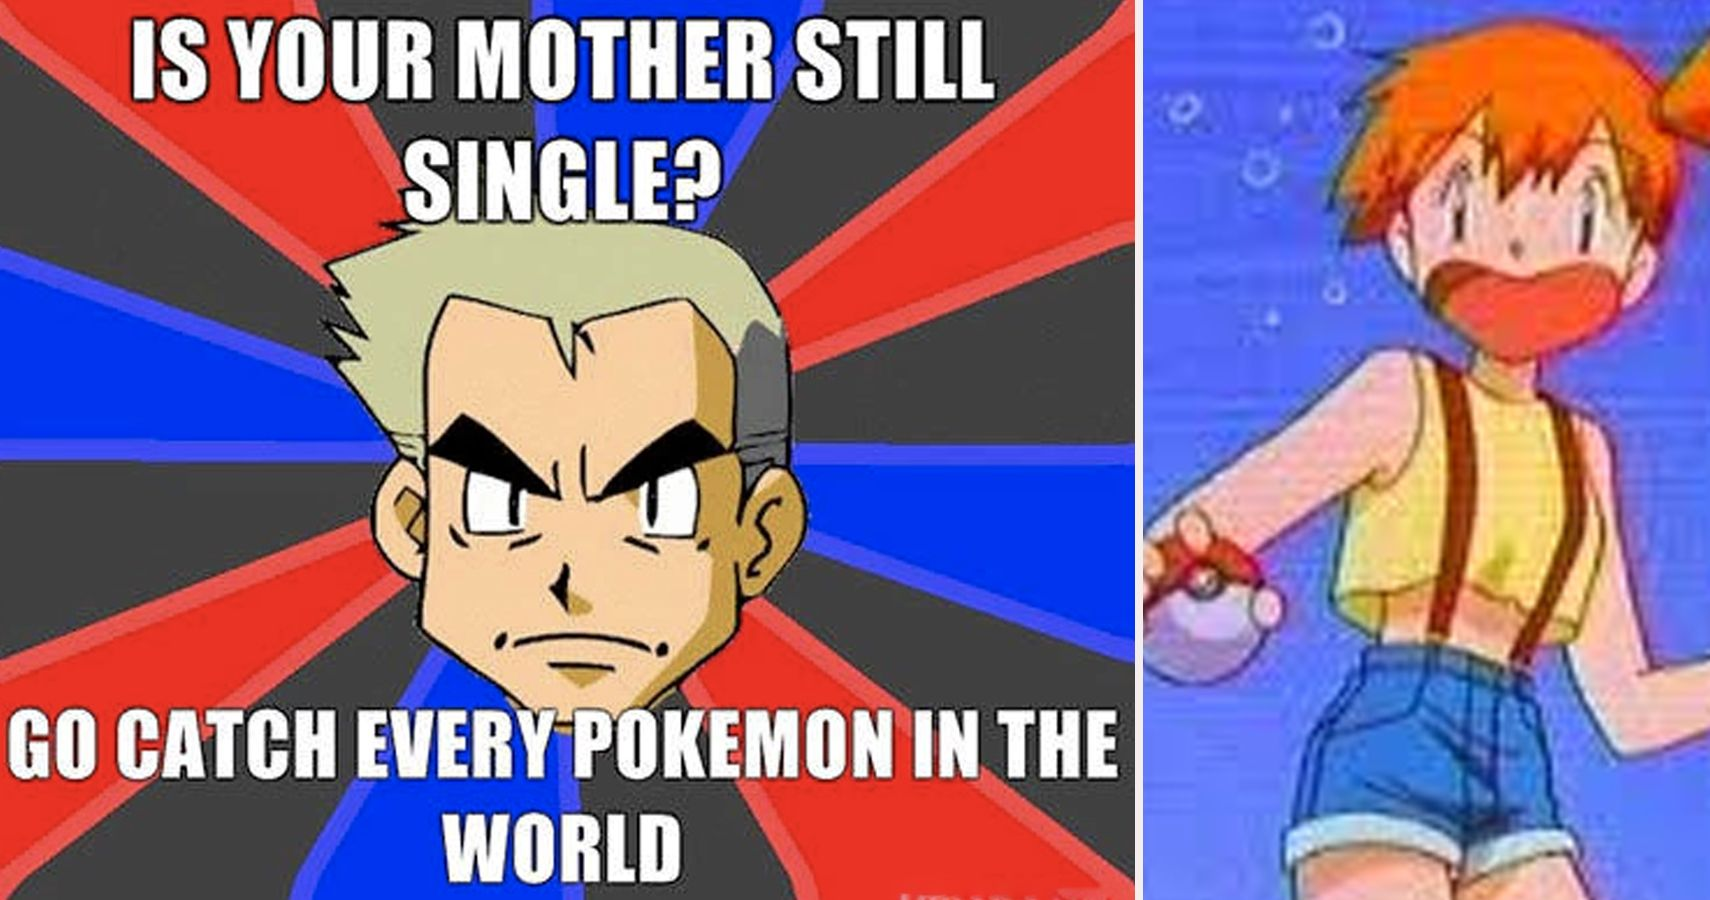 IS YOUR MOTHER STILL
SINGLE?
GO CATCH EVERY POKEMON IN THE
WORLD